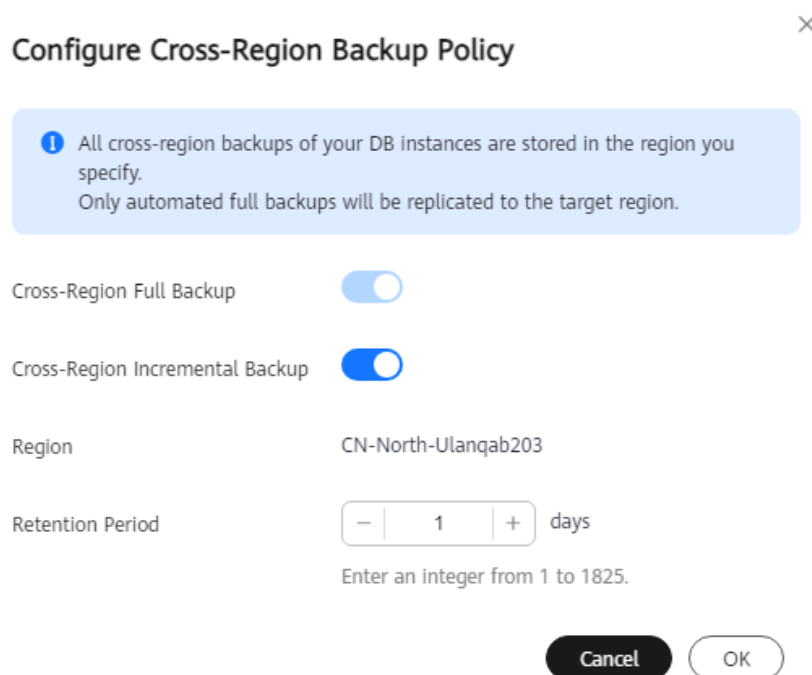 Configure Cross-Region Backup Policy
All cross-region backups of your DB instances are stored in the region you
specify.
Only automated full backups will be replicated to the target region.
Cross-Region Full Backup
Cross-Region Incremental Backup
Region
CN-North-Ulanqab203
Retention Period
1
days
Enter an integer from 1 to 1825.
Cancel
OK